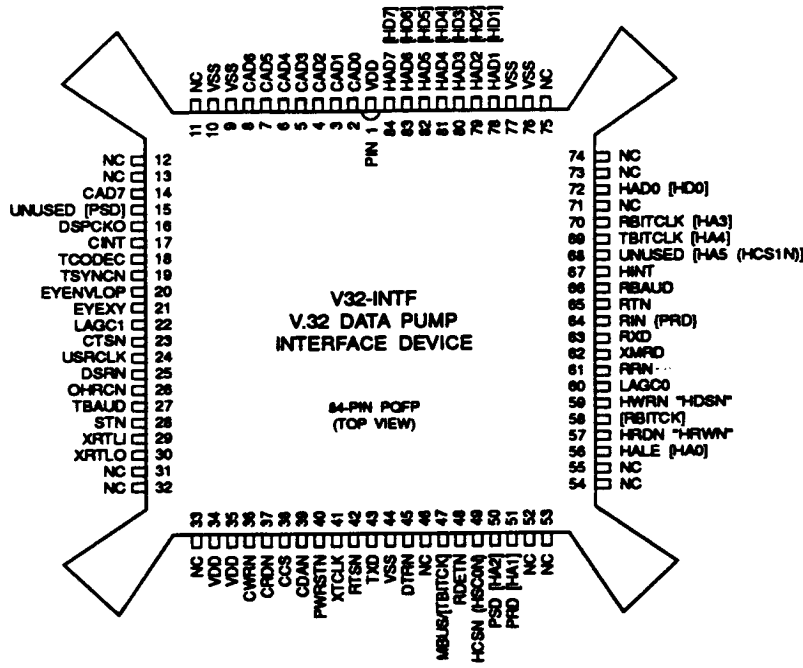 [HD7] [HD6] [HD5] [HD4] [HD3] [HD2] [HD1]
NC VSS VSS CAD6 CAD5 CAD4 CAD3 CAD2 CAD1 CAD0 VDD HAD7 HAD6 HAD5 HAD4 HAD3 HAD2 HAD1 VSS VSS NC
11 10 9 8 7 6 5 4 3 2 PIN 1 84 83 82 81 80 79 78 77 76 75
NC 12
NC 13
CAD7 14
UNUSED [PSD] 15
DSPCKO 16
CINT 17
TCODEC 18
TSYNCN 19
EYENVLOP 20
EYEXY 21
LAGC1 22
CTSN 23
USRCLK 24
DSRN 25
OHRCN 26
TBAUD 27
STN 28
XRTLI 29
XRTLO 30
NC 31
NC 32
V32-INTF
V.32 DATA PUMP
INTERFACE DEVICE
84-PIN PQFP
(TOP VIEW)
74 NC
73 NC
72 HAD0 [HD0]
71 NC
70 RBITCLK [HA3]
69 TBITCLK [HA4]
68 UNUSED [HA5 (HCS1N)]
67 HINT
66 RBAUD
65 RTN
64 RIN (PRD)
63 RXD
62 XMRD
61 RRN
60 LAGC0
59 HWRN "HDSN"
58 [RBITCK]
57 HRDN "HRWN"
56 HALE [HA0]
55 NC
54 NC
33 34 35 36 37 38 39 40 41 42 43 44 45 46 47 48 49 50 51 52 53
NC VDD VDD CWRN CRDN CCS CDAN PWRSTN XTCLK RTSN TXD VSS DTRN NC MBUS/[TBITCK] RDETN HCSN (HSC0N) PSD [HA2] PRD [HA1] NC NC